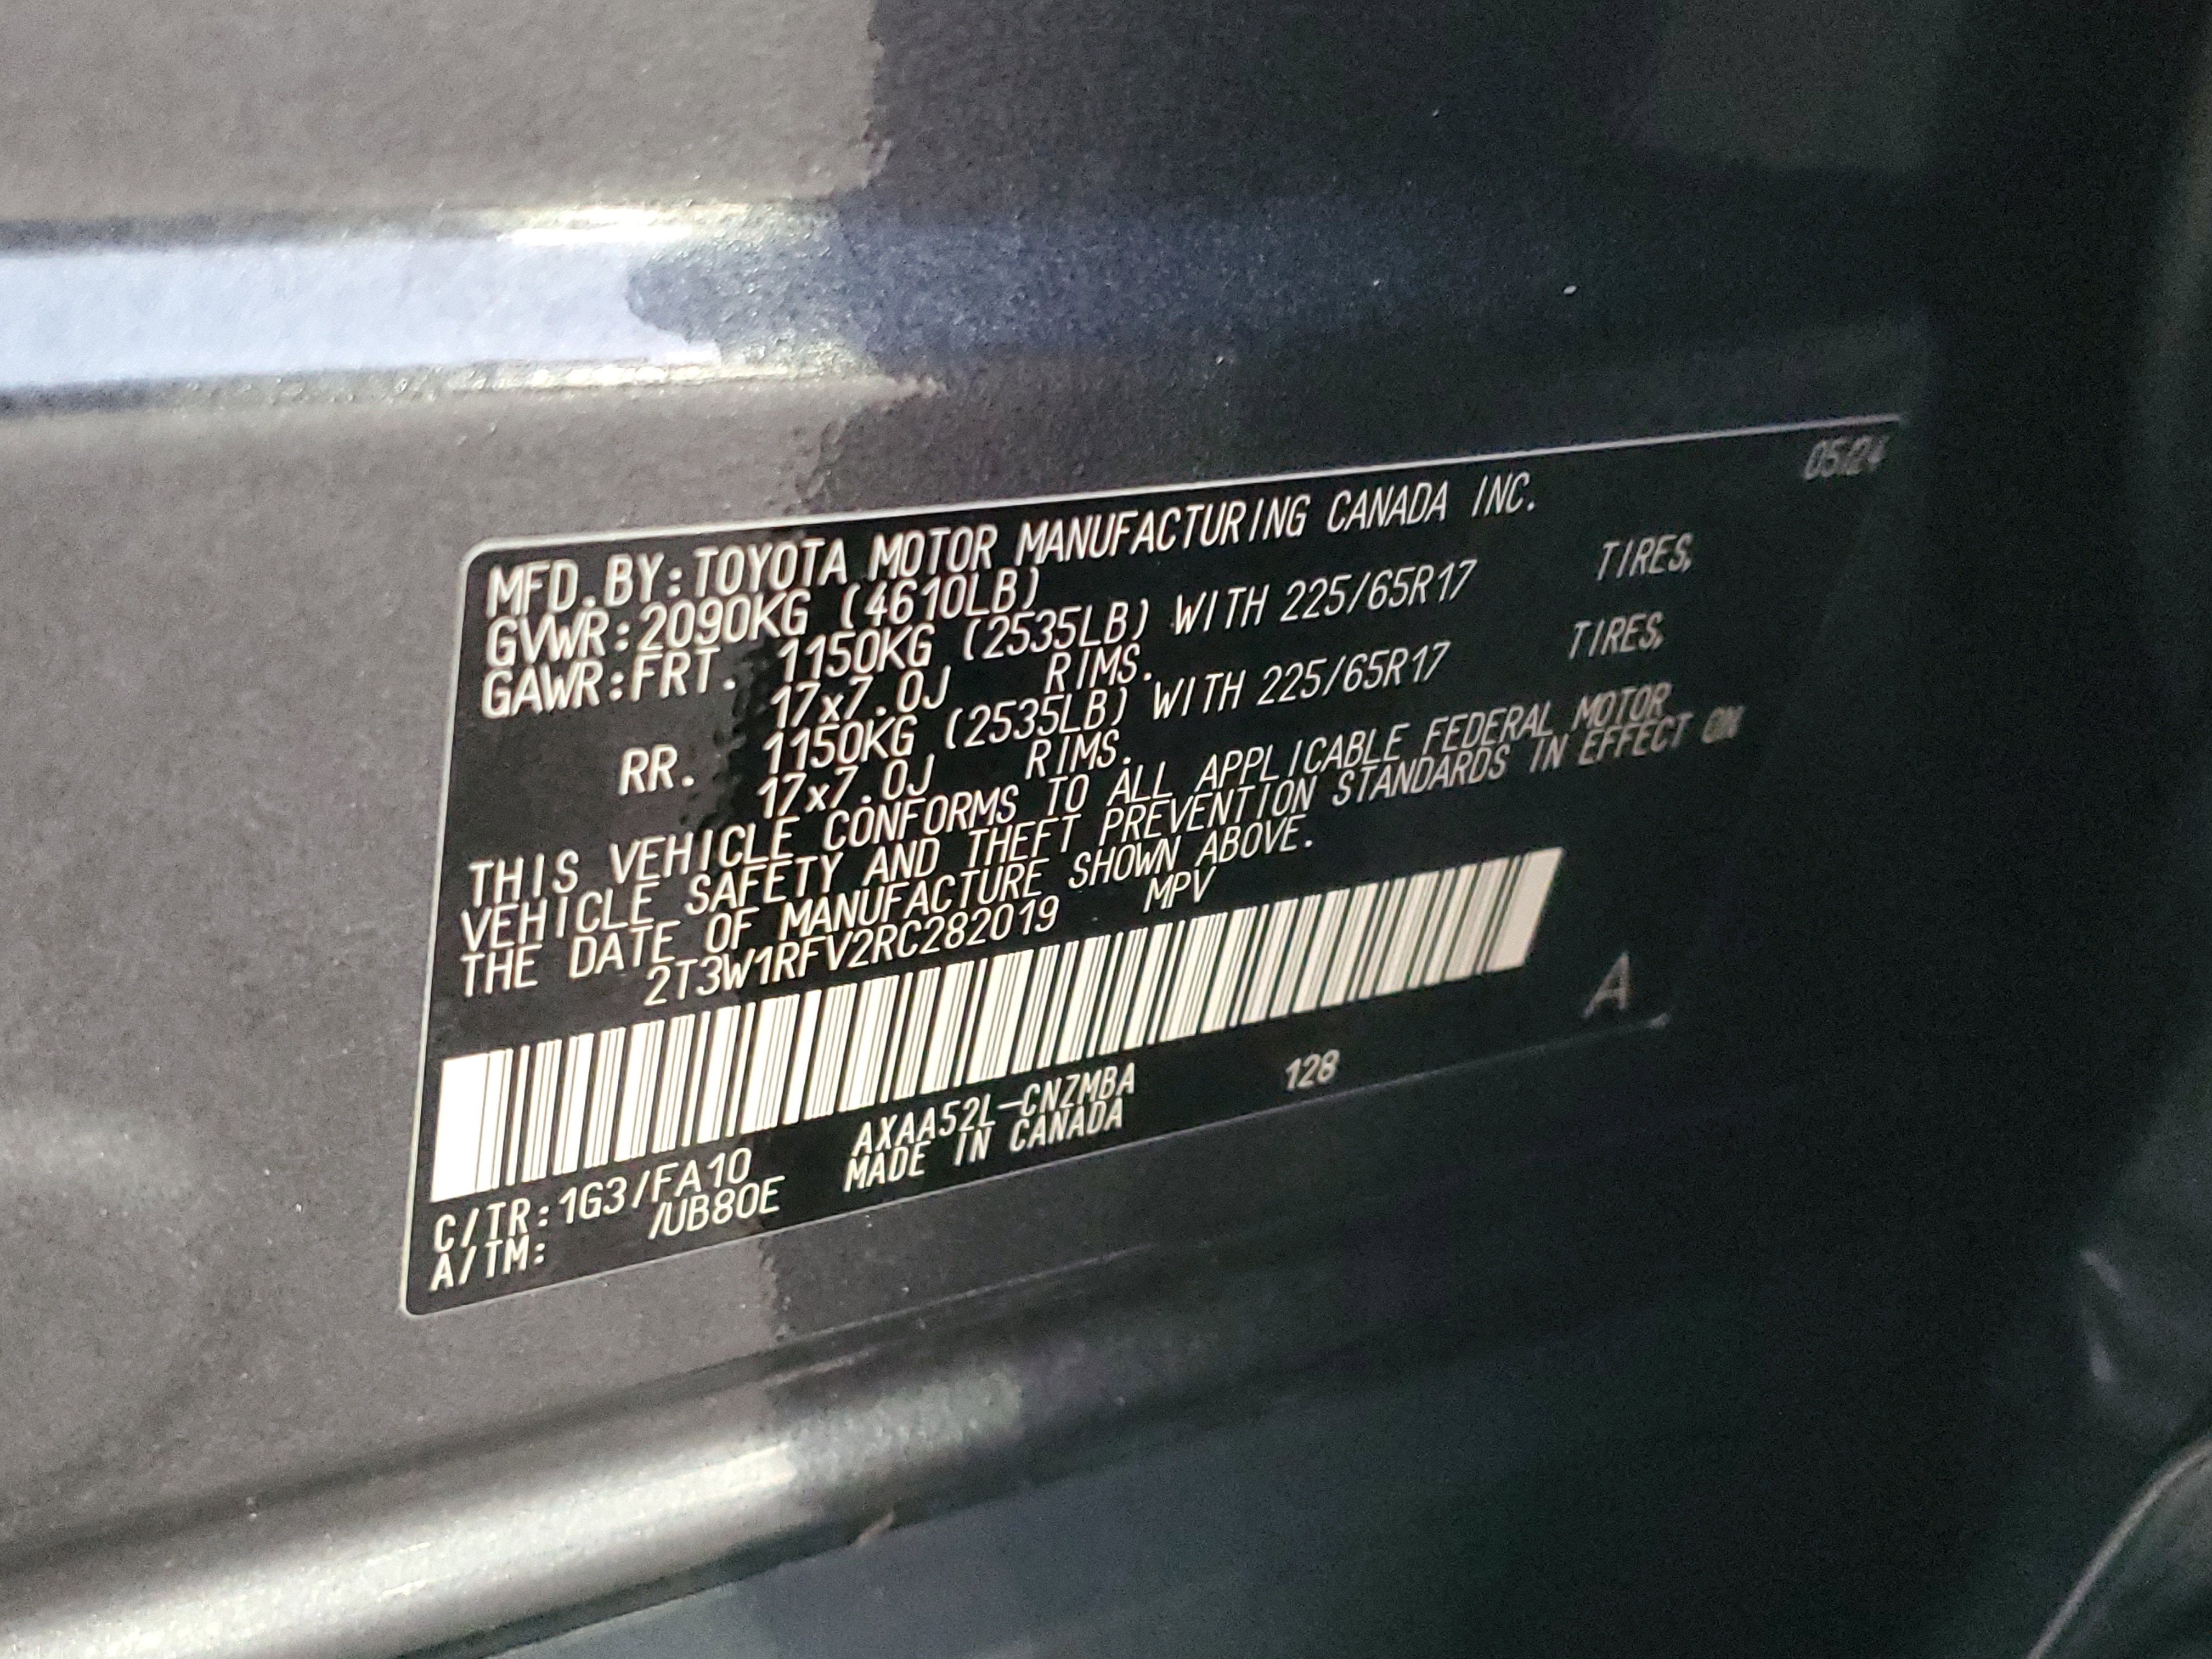 05/24
MFD.BY:TOYOTA MOTOR MANUFACTURING CANADA INC.
GVWR:2090KG (4610LB)
GAWR:FRT. 1150KG (2535LB) WITH 225/65R17 TIRES,
17x7.0J RIMS.
RR. 1150KG (2535LB) WITH 225/65R17 TIRES,
17x7.0J RIMS.
THIS VEHICLE CONFORMS TO ALL APPLICABLE FEDERAL MOTOR
VEHICLE SAFETY AND THEFT PREVENTION STANDARDS IN EFFECT ON
THE DATE OF MANUFACTURE SHOWN ABOVE.
2T3W1RFV2RC282019 MPV
A
C/TR:1G3/FA10 AXAA52L-CNZMBA 128
A/TM: /UB80E MADE IN CANADA